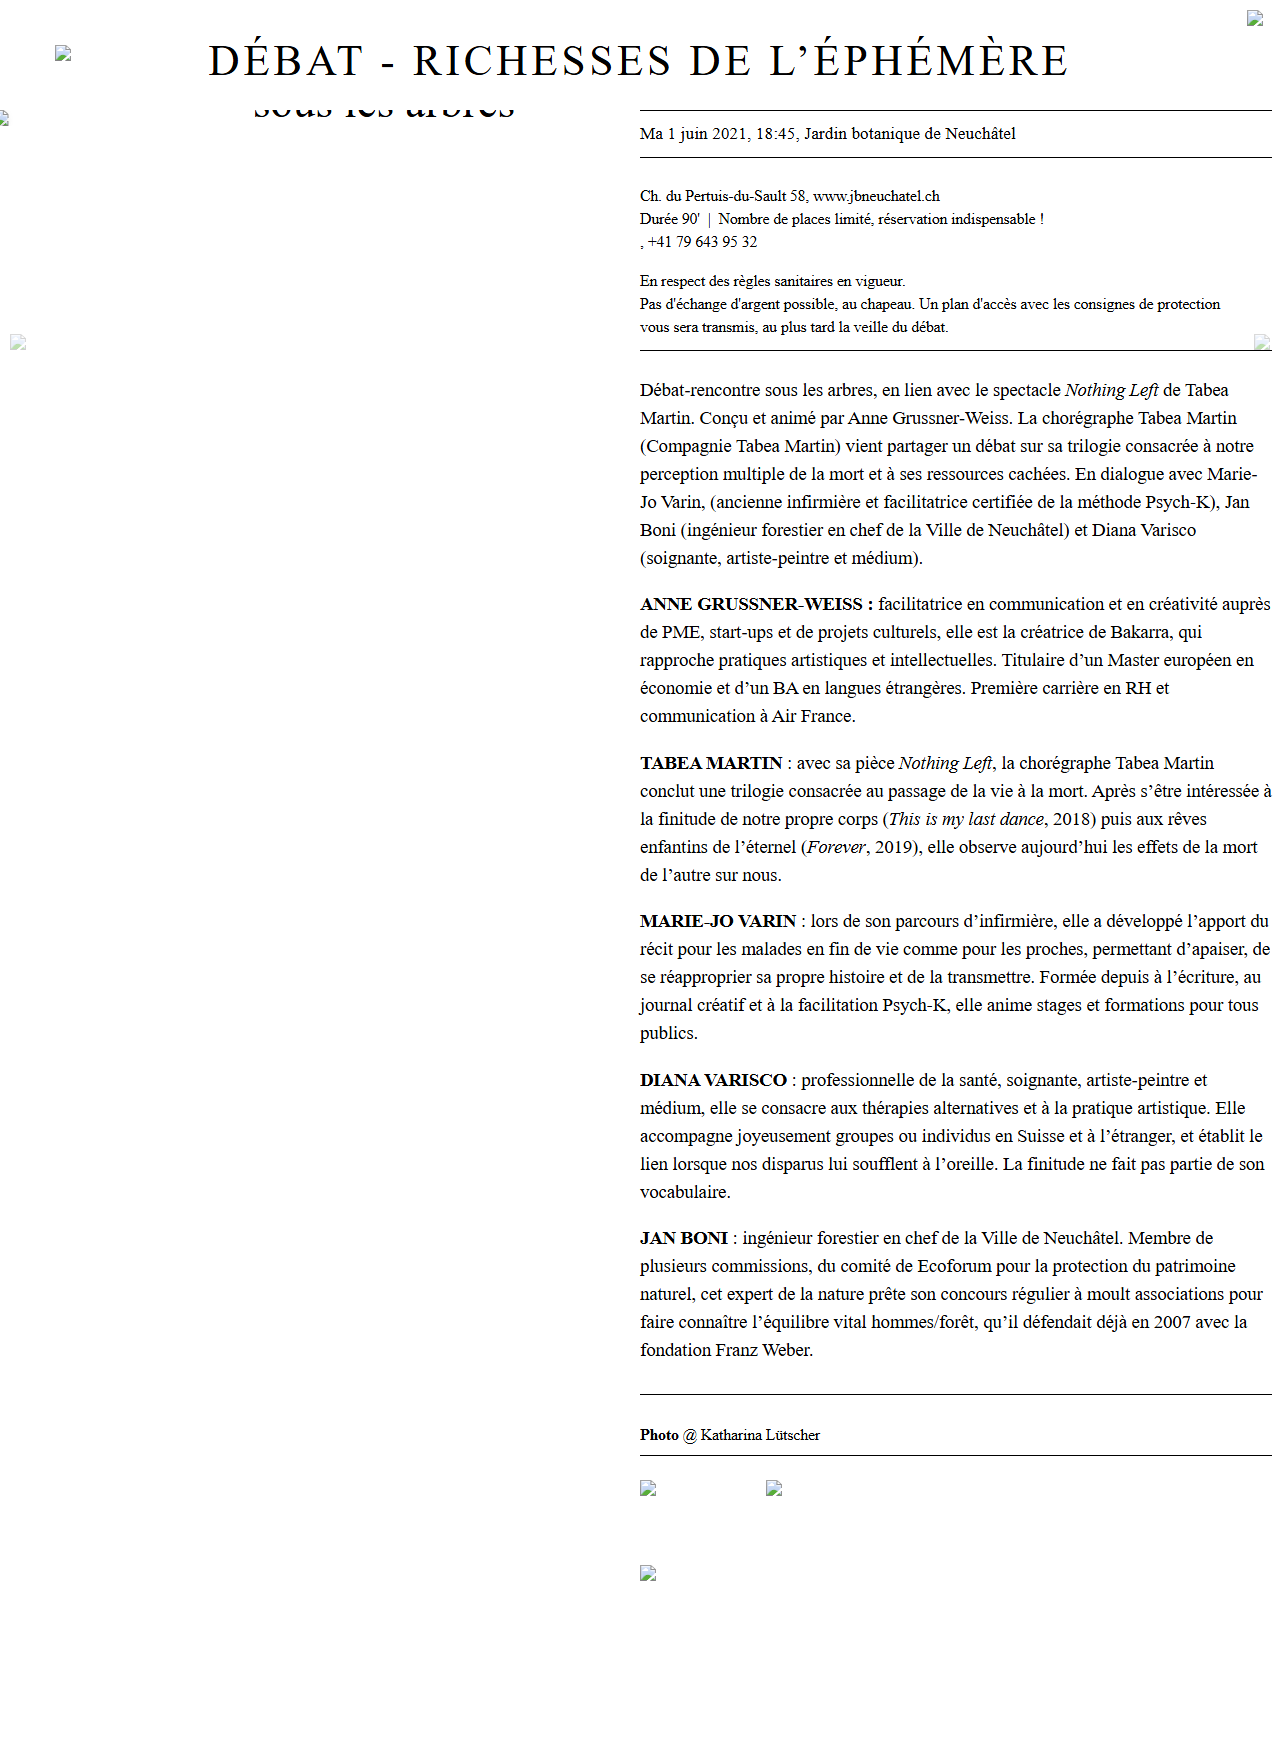 DÉBAT - RICHESSES DE L’ÉPHÉMÈRE
sous les arbres
Ma 1 juin 2021, 18:45, Jardin botanique de Neuchâtel
Ch. du Pertuis-du-Sault 58, www.jbneuchatel.ch
Durée 90' | Nombre de places limité, réservation indispensable !
, +41 79 643 95 32
En respect des règles sanitaires en vigueur.
Pas d'échange d'argent possible, au chapeau. Un plan d'accès avec les consignes de protection
vous sera transmis, au plus tard la veille du débat.
Débat-rencontre sous les arbres, en lien avec le spectacle Nothing Left de Tabea
Martin. Conçu et animé par Anne Grussner-Weiss. La chorégraphe Tabea Martin
(Compagnie Tabea Martin) vient partager un débat sur sa trilogie consacrée à notre
perception multiple de la mort et à ses ressources cachées. En dialogue avec Marie-
Jo Varin, (ancienne infirmière et facilitatrice certifiée de la méthode Psych-K), Jan
Boni (ingénieur forestier en chef de la Ville de Neuchâtel) et Diana Varisco
(soignante, artiste-peintre et médium).
ANNE GRUSSNER-WEISS : facilitatrice en communication et en créativité auprès
de PME, start-ups et de projets culturels, elle est la créatrice de Bakarra, qui
rapproche pratiques artistiques et intellectuelles. Titulaire d’un Master européen en
économie et d’un BA en langues étrangères. Première carrière en RH et
communication à Air France.
TABEA MARTIN : avec sa pièce Nothing Left, la chorégraphe Tabea Martin
conclut une trilogie consacrée au passage de la vie à la mort. Après s’être intéressée à
la finitude de notre propre corps (This is my last dance, 2018) puis aux rêves
enfantins de l’éternel (Forever, 2019), elle observe aujourd’hui les effets de la mort
de l’autre sur nous.
MARIE-JO VARIN : lors de son parcours d’infirmière, elle a développé l’apport du
récit pour les malades en fin de vie comme pour les proches, permettant d’apaiser, de
se réapproprier sa propre histoire et de la transmettre. Formée depuis à l’écriture, au
journal créatif et à la facilitation Psych-K, elle anime stages et formations pour tous
publics.
DIANA VARISCO : professionnelle de la santé, soignante, artiste-peintre et
médium, elle se consacre aux thérapies alternatives et à la pratique artistique. Elle
accompagne joyeusement groupes ou individus en Suisse et à l’étranger, et établit le
lien lorsque nos disparus lui soufflent à l’oreille. La finitude ne fait pas partie de son
vocabulaire.
JAN BONI : ingénieur forestier en chef de la Ville de Neuchâtel. Membre de
plusieurs commissions, du comité de Ecoforum pour la protection du patrimoine
naturel, cet expert de la nature prête son concours régulier à moult associations pour
faire connaître l’équilibre vital hommes/forêt, qu’il défendait déjà en 2007 avec la
fondation Franz Weber.
Photo @ Katharina Lütscher